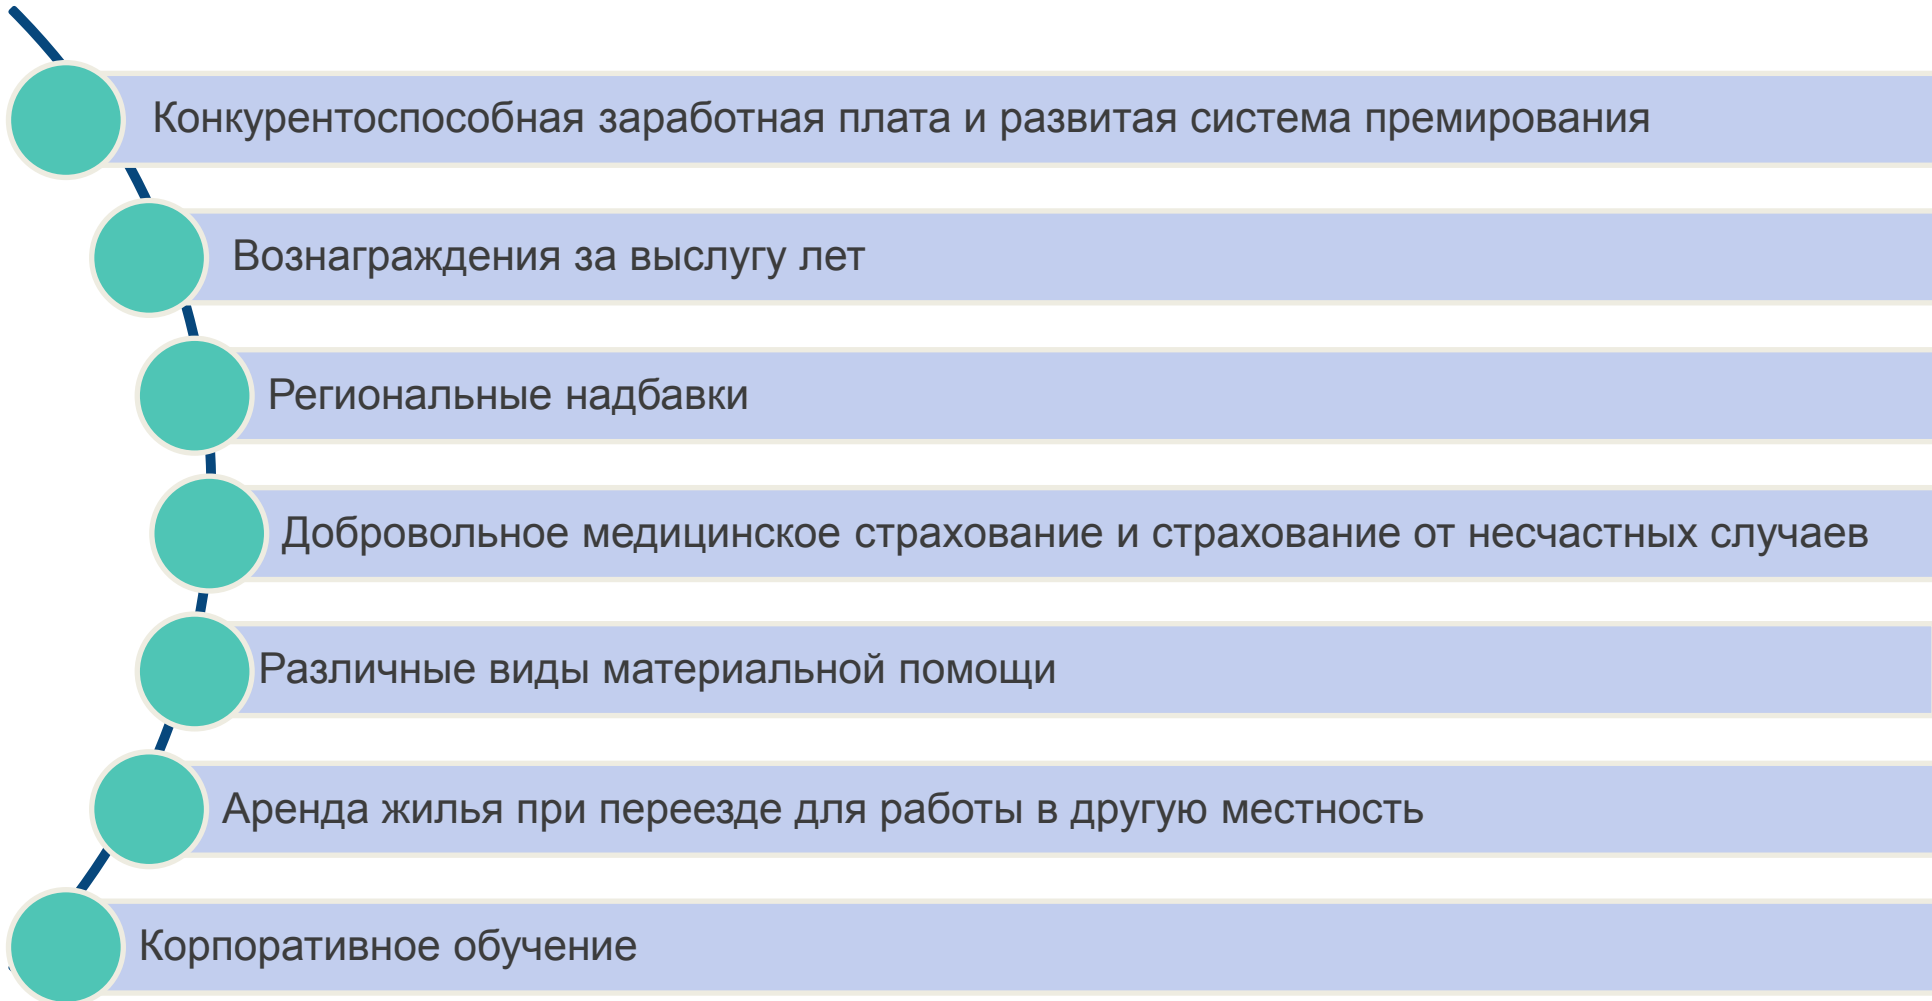 Конкурентоспособная заработная плата и развитая система премирования
Вознаграждения за выслугу лет
Региональные надбавки
Добровольное медицинское страхование и страхование от несчастных случаев
Различные виды материальной помощи
Аренда жилья при переезде для работы в другую местность
Корпоративное обучение